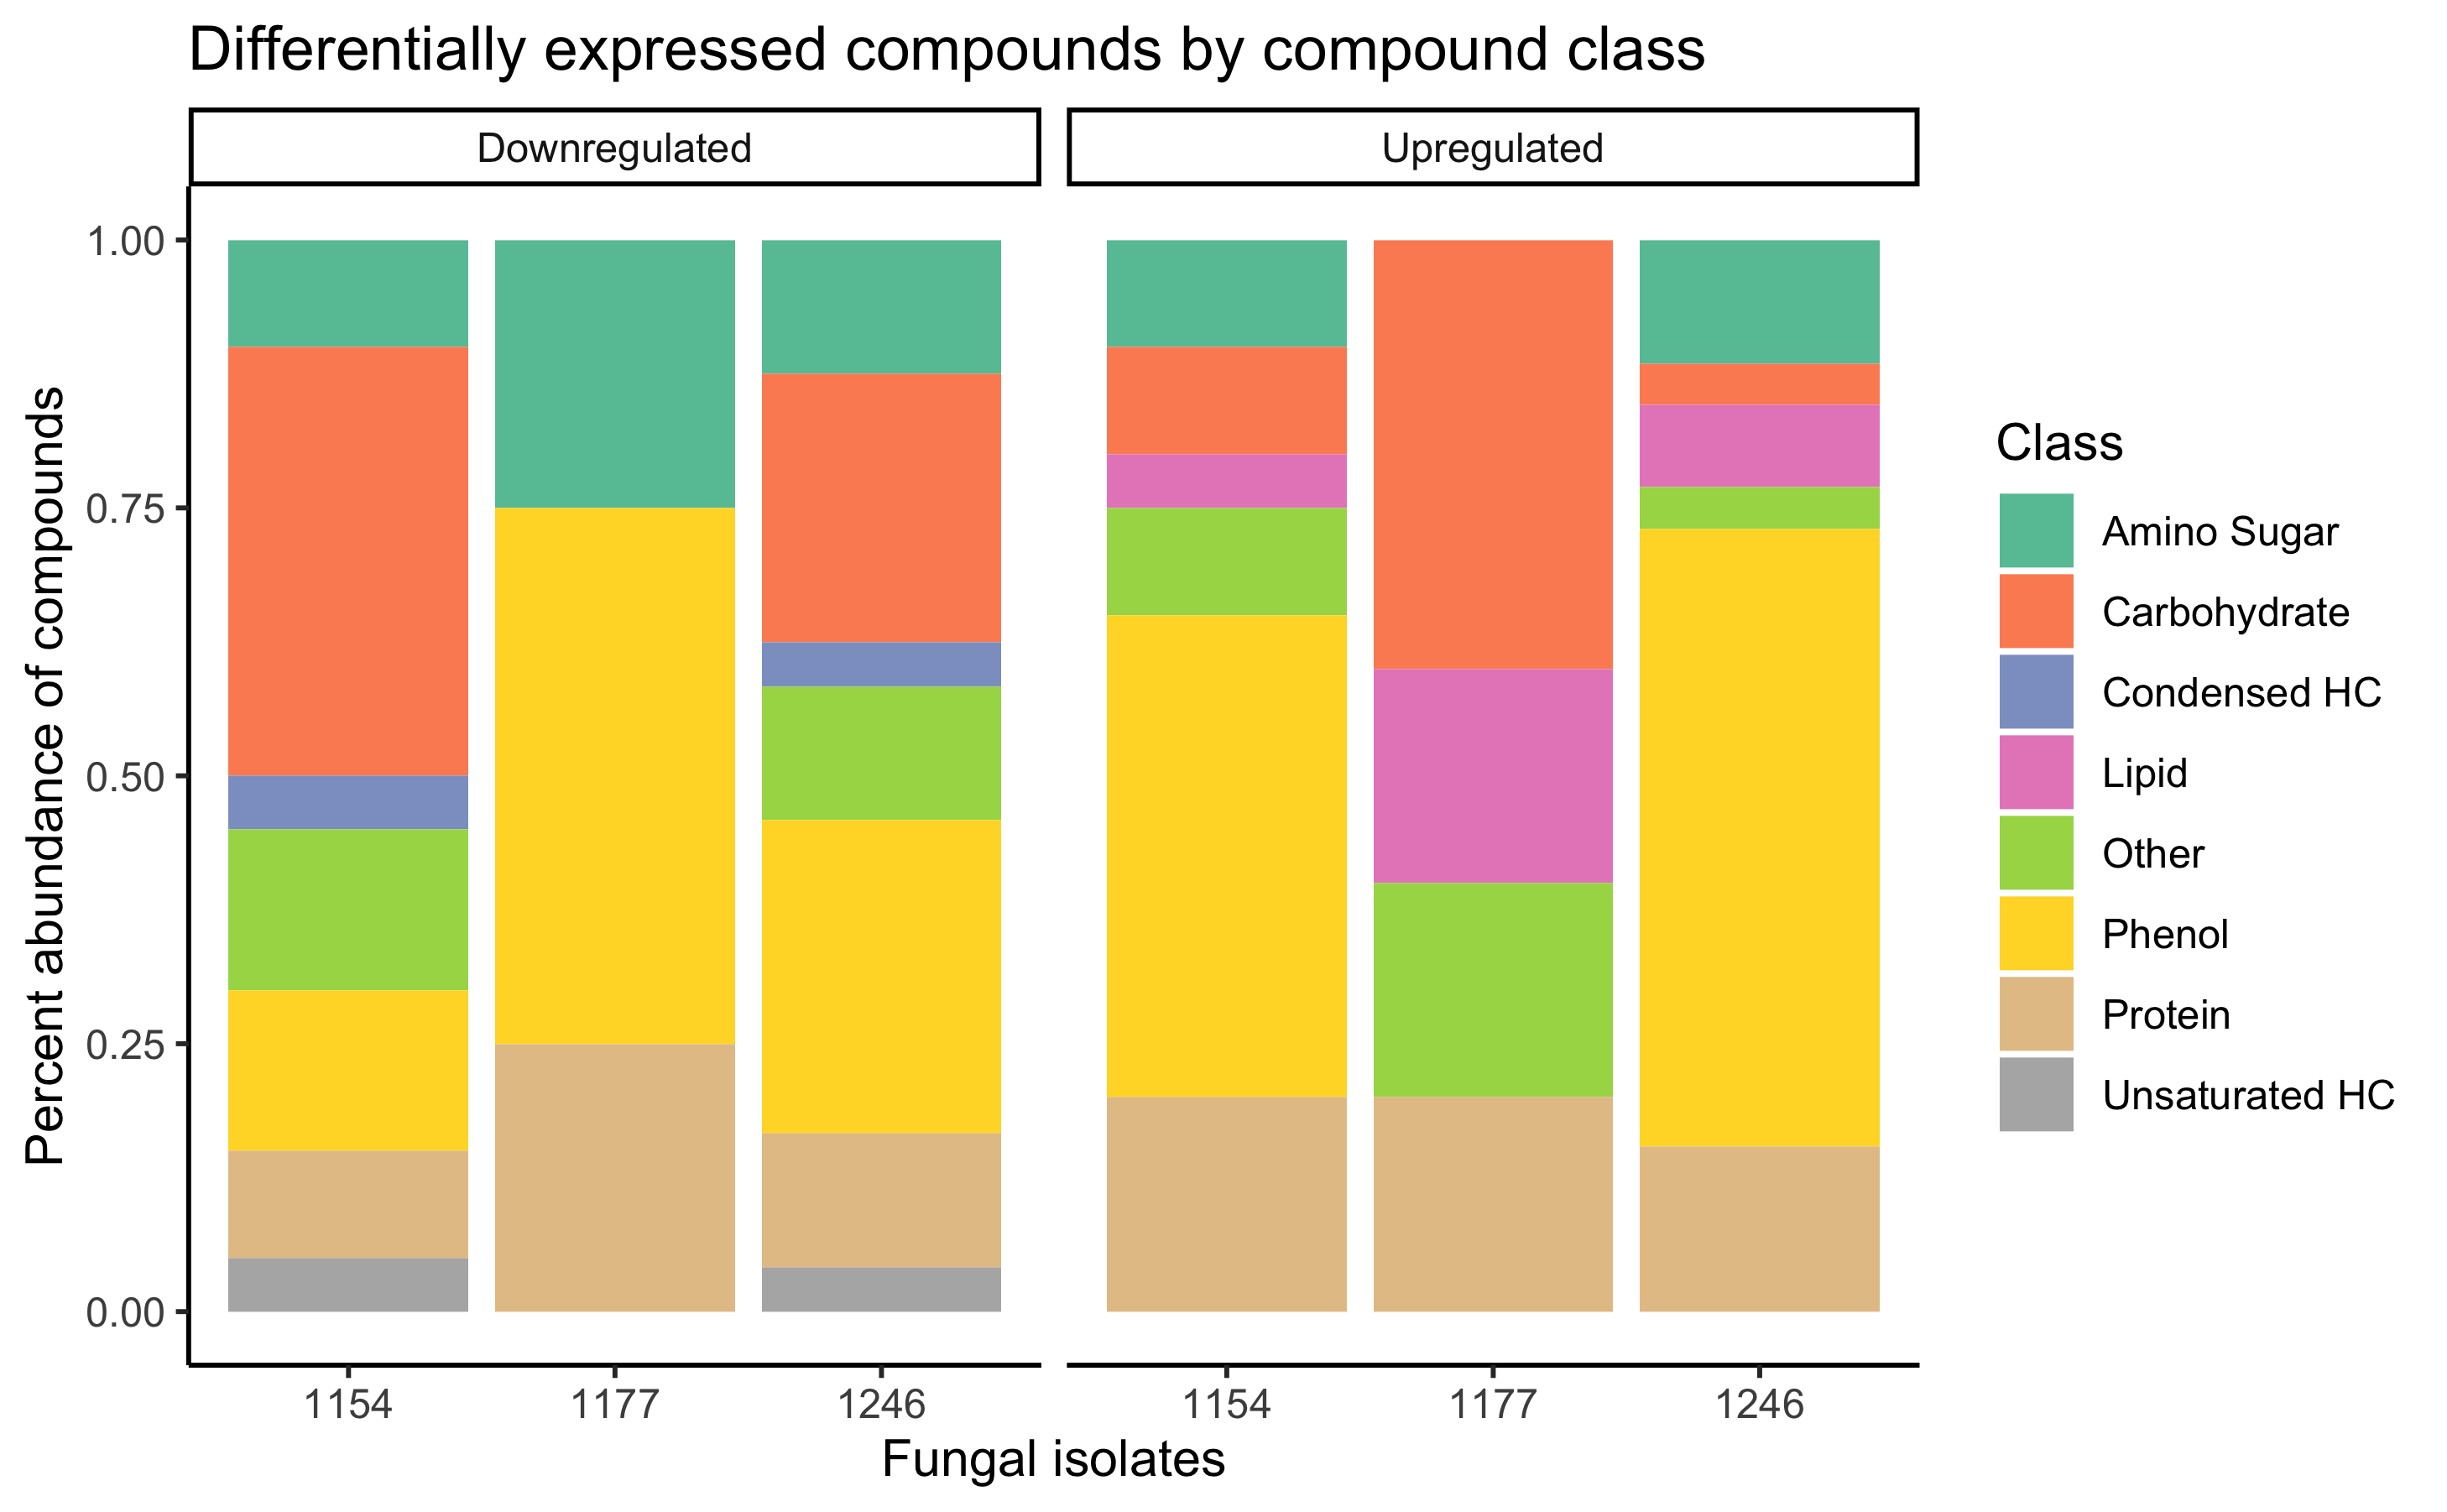 Differentially expressed compounds by compound class
Downregulated
Upregulated
Percent abundance of compounds
1.00
0.75
0.50
0.25
0.00
1154
1177
1246
1154
1177
1246
Fungal isolates
Class
Amino Sugar
Carbohydrate
Condensed HC
Lipid
Other
Phenol
Protein
Unsaturated HC